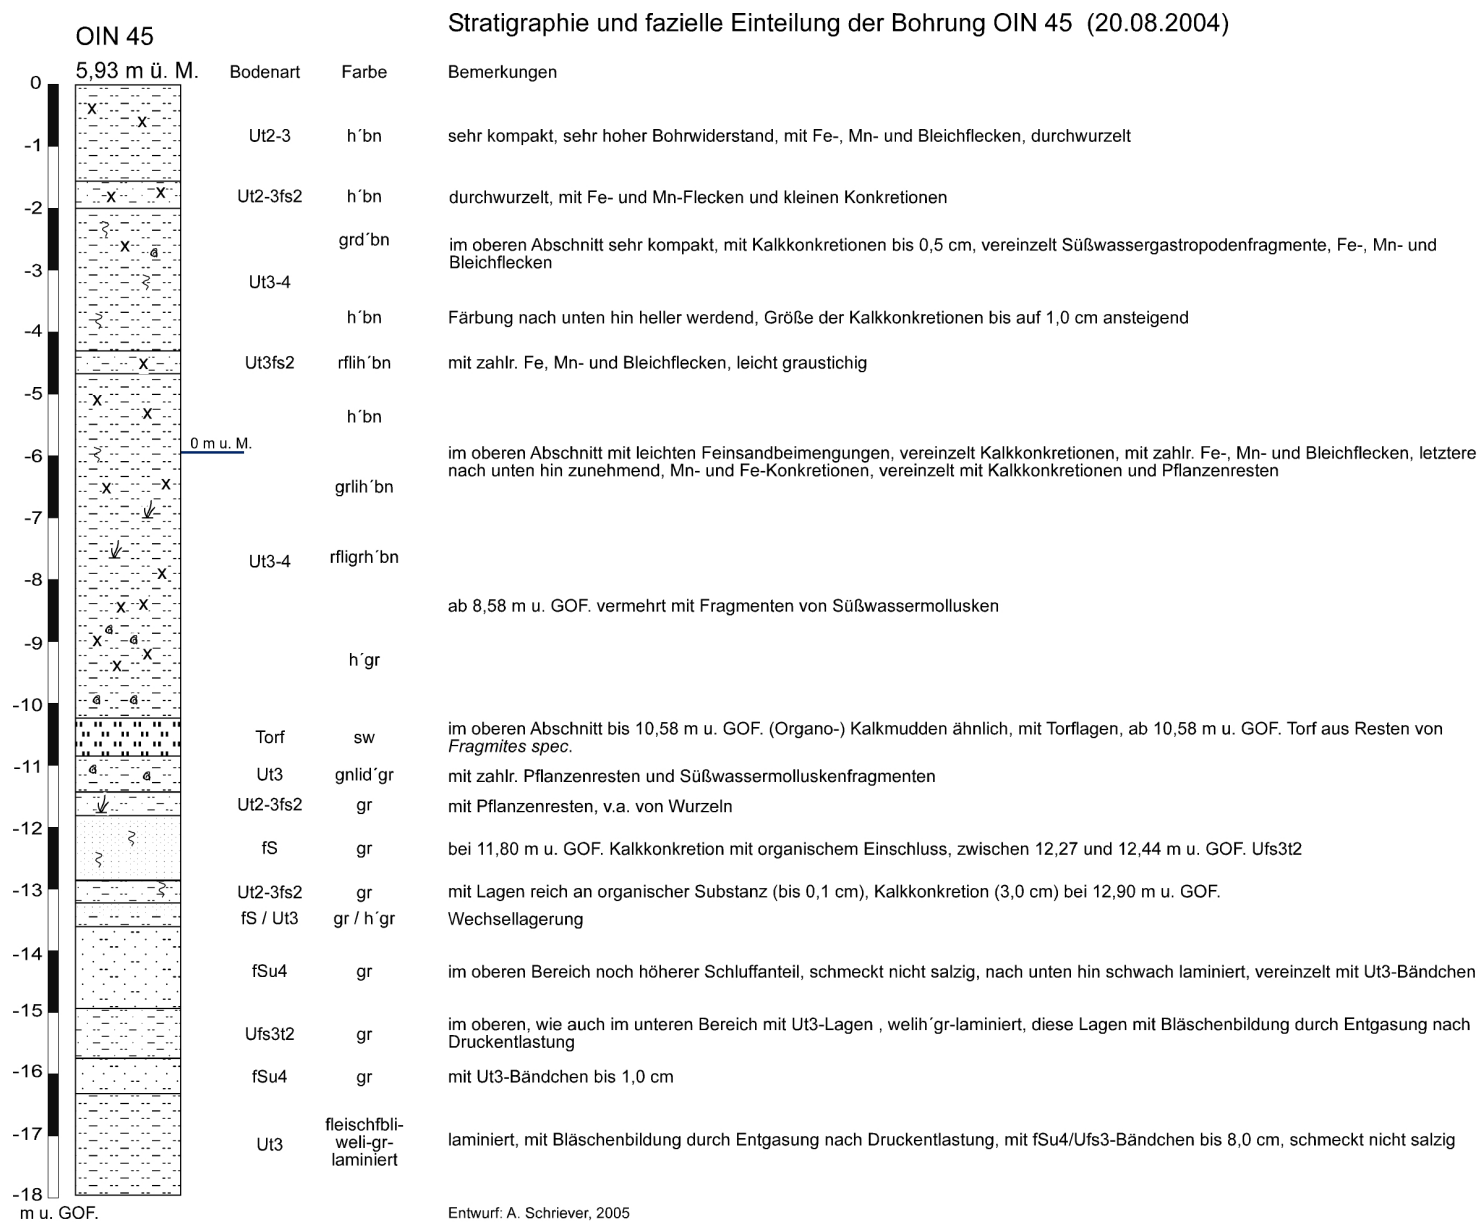 Stratigraphie und fazielle Einteilung der Bohrung OIN 45 (20.08.2004)
OIN 45
5,93 m ü. M.
Bodenart Farbe Bemerkungen
0
Ut2-3 h´bn sehr kompakt, sehr hoher Bohrwiderstand, mit Fe-, Mn- und Bleichflecken, durchwurzelt
-1
Ut2-3fs2 h´bn durchwurzelt, mit Fe- und Mn-Flecken und kleinen Konkretionen
-2
grd´bn im oberen Abschnitt sehr kompakt, mit Kalkkonkretionen bis 0,5 cm, vereinzelt Süßwassergastropodenfragmente, Fe-, Mn- und
Bleichflecken
-3
Ut3-4
h´bn Färbung nach unten hin heller werdend, Größe der Kalkkonkretionen bis auf 1,0 cm ansteigend
-4
Ut3fs2 rflih´bn mit zahlr. Fe, Mn- und Bleichflecken, leicht graustichig
-5
h´bn
0 m u. M.
im oberen Abschnitt mit leichten Feinsandbeimengungen, vereinzelt Kalkkonkretionen, mit zahlr. Fe-, Mn- und Bleichflecken, letztere
-6
nach unten hin zunehmend, Mn- und Fe-Konkretionen, vereinzelt mit Kalkkonkretionen und Pflanzenresten
grlih´bn
-7
Ut3-4 rfligrh´bn
-8
ab 8,58 m u. GOF. vermehrt mit Fragmenten von Süßwassermollusken
-9
h´gr
-10
Torf sw im oberen Abschnitt bis 10,58 m u. GOF. (Organo-) Kalkmudden ähnlich, mit Torflagen, ab 10,58 m u. GOF. Torf aus Resten von
Fragmites spec.
-11
Ut3 gnlid´gr mit zahlr. Pflanzenresten und Süßwassermolluskenfragmenten
Ut2-3fs2 gr mit Pflanzenresten, v.a. von Wurzeln
-12
fS gr bei 11,80 m u. GOF. Kalkkonkretion mit organischem Einschluss, zwischen 12,27 und 12,44 m u. GOF. Ufs3t2
-13
Ut2-3fs2 gr mit Lagen reich an organischer Substanz (bis 0,1 cm), Kalkkonkretion (3,0 cm) bei 12,90 m u. GOF.
fS / Ut3 gr / h´gr Wechsellagerung
-14
fSu4 gr im oberen Bereich noch höherer Schluffanteil, schmeckt nicht salzig, nach unten hin schwach laminiert, vereinzelt mit Ut3-Bändchen
-15
Ufs3t2 gr im oberen, wie auch im unteren Bereich mit Ut3-Lagen , welih´gr-laminiert, diese Lagen mit Bläschenbildung durch Entgasung nach
Druckentlastung
-16
fSu4 gr mit Ut3-Bändchen bis 1,0 cm
-17
Ut3 fleischfbli-
weli-gr-
laminiert
laminiert, mit Bläschenbildung durch Entgasung nach Druckentlastung, mit fSu4/Ufs3-Bändchen bis 8,0 cm, schmeckt nicht salzig
-18
m u. GOF.
Entwurf: A. Schriever, 2005